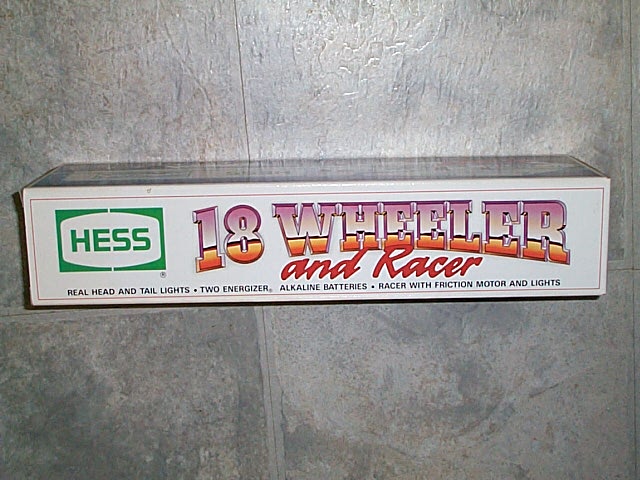 HESS®
18 WHEELER
and Racer
REAL HEAD AND TAIL LIGHTS • TWO ENERGIZER® ALKALINE BATTERIES • RACER WITH FRICTION MOTOR AND LIGHTS